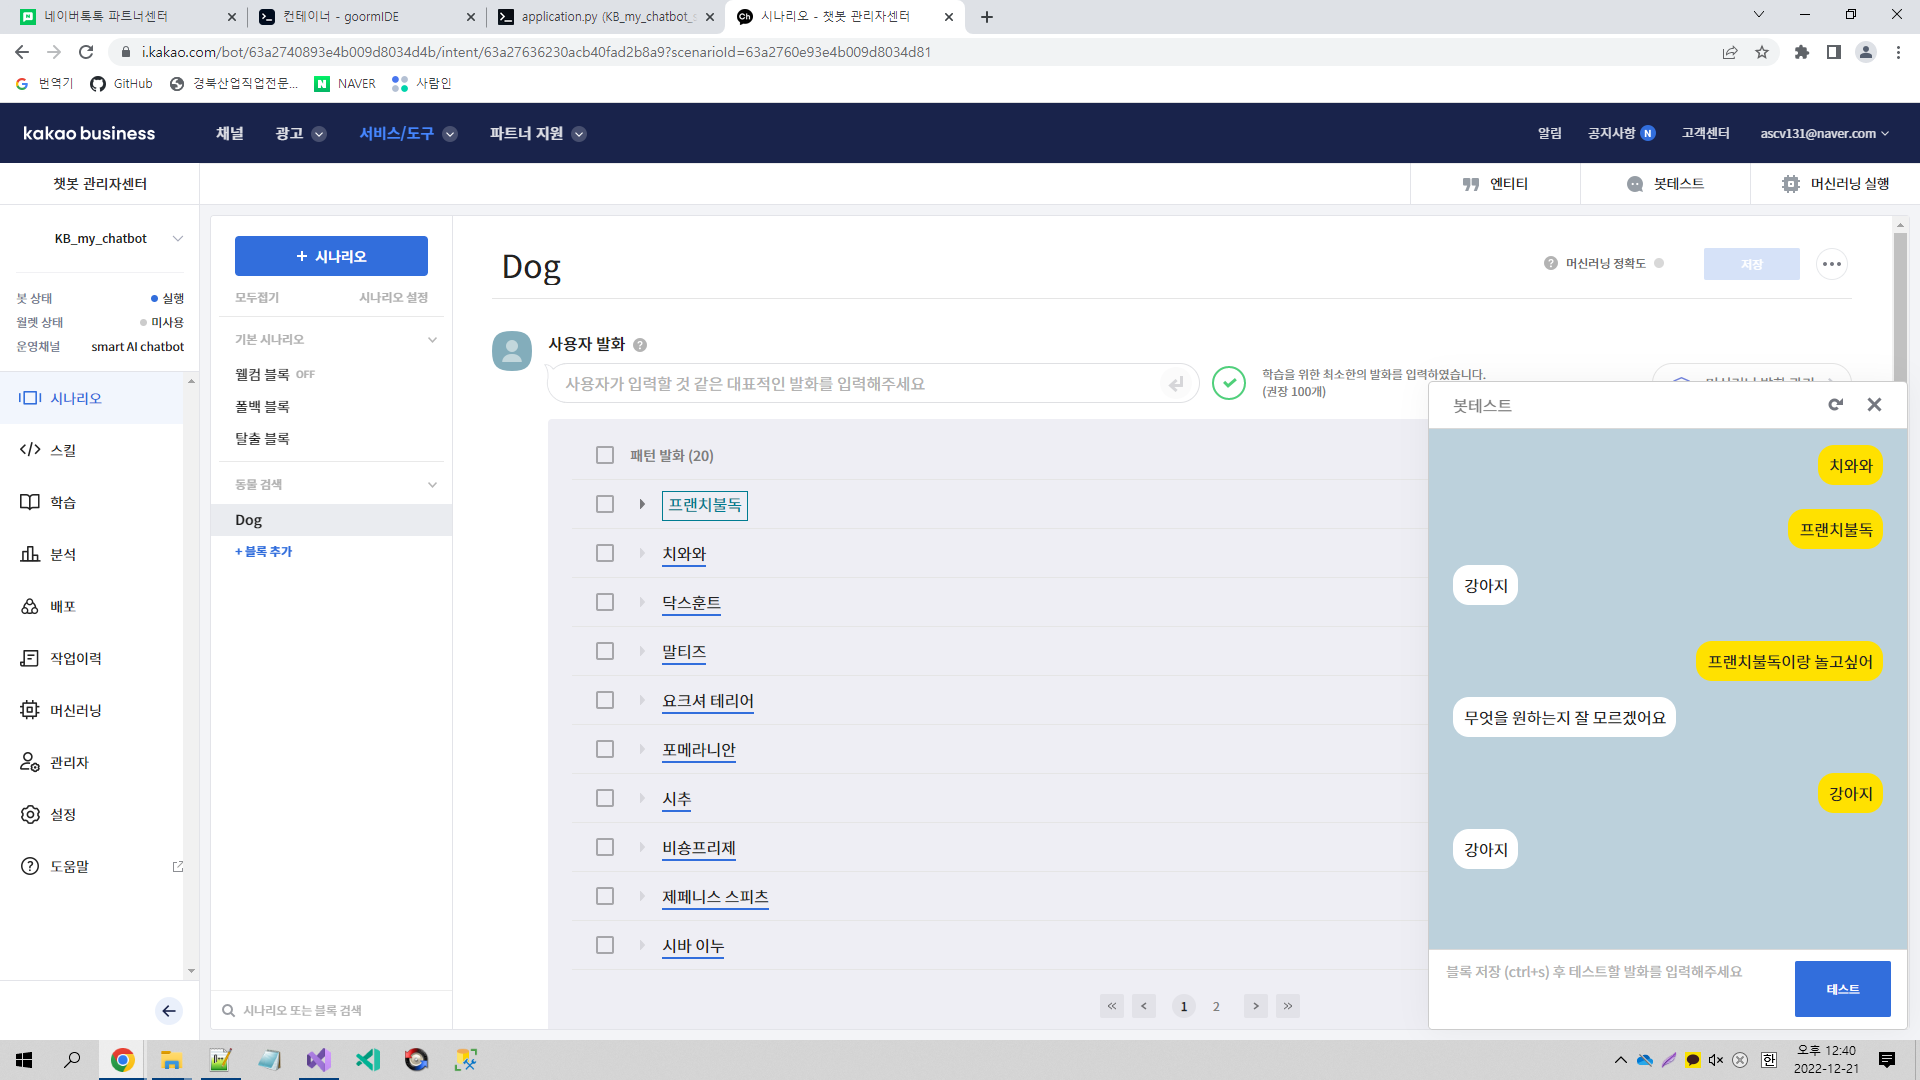 네이버톡톡 파트너센터
컨테이너 - goormIDE
application.py (KB_my_chatbot_s
시나리오 - 챗봇 관리자센터
i.kakao.com/bot/63a2740893e4b009d8034d4b/intent/63a27636230acb40fad2b8a9?scenarioId=63a2760e93e4b009d8034d81
번역기
GitHub
경북산업직업전문...
NAVER
사람인
kakao business
채널
광고
서비스/도구
파트너 지원
알림
공지사항 N
고객센터
ascv131@naver.com
챗봇 관리자센터
엔티티
봇테스트
머신러닝 실행
KB_my_chatbot
봇 상태 실행
월렛 상태 미사용
운영채널 smart AI chatbot
시나리오
스킬
학습
분석
배포
작업이력
머신러닝
관리자
설정
도움말
+ 시나리오
모두접기 시나리오 설정
기본 시나리오
웰컴 블록 OFF
폴백 블록
탈출 블록
동물 검색
Dog
+ 블록 추가
시나리오 또는 블록 검색
Dog
머신러닝 정확도
저장
사용자 발화
사용자가 입력할 것 같은 대표적인 발화를 입력해주세요
학습을 위한 최소한의 발화를 입력하였습니다.
(권장 100개)
패턴 발화 (20)
프랜치불독
치와와
닥스훈트
말티즈
요크셔 테리어
포메라니안
시추
비숑프리제
제페니스 스피츠
시바 이누
1 2
봇테스트
치와와
프랜치불독
강아지
프랜치불독이랑 놀고싶어
무엇을 원하는지 잘 모르겠어요
강아지
강아지
블록 저장 (ctrl+s) 후 테스트할 발화를 입력해주세요
테스트
한
오후 12:40
2022-12-21